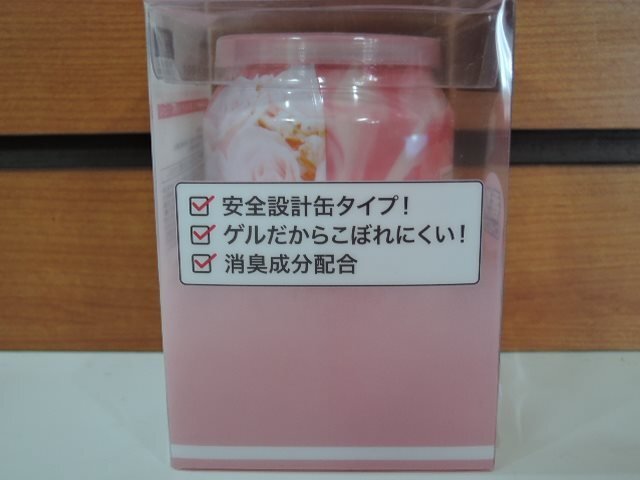 安全設計缶タイプ!
ゲルだからこぼれにくい!
消臭成分配合